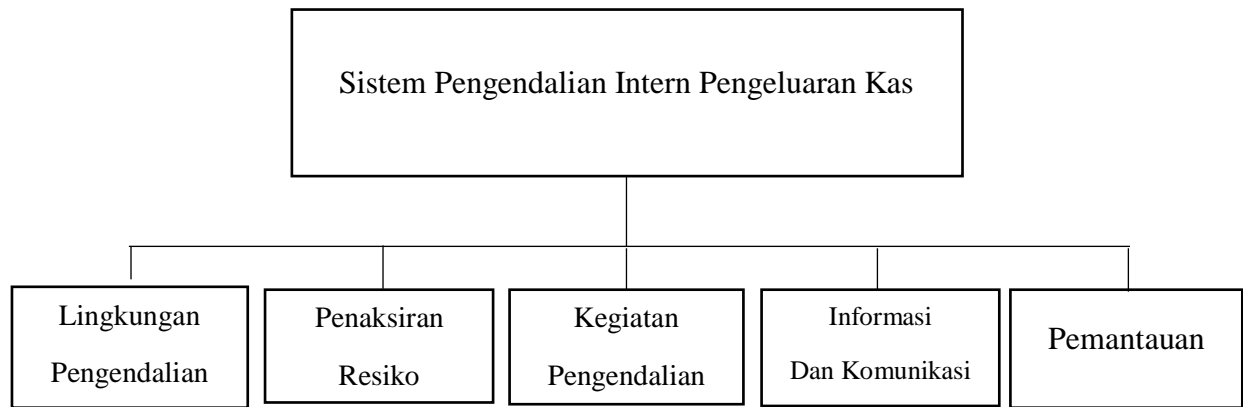 Sistem Pengendalian Intern Pengeluaran Kas
Lingkungan
Pengendalian
Penaksiran
Resiko
Kegiatan
Pengendalian
Informasi
Dan Komunikasi
Pemantauan